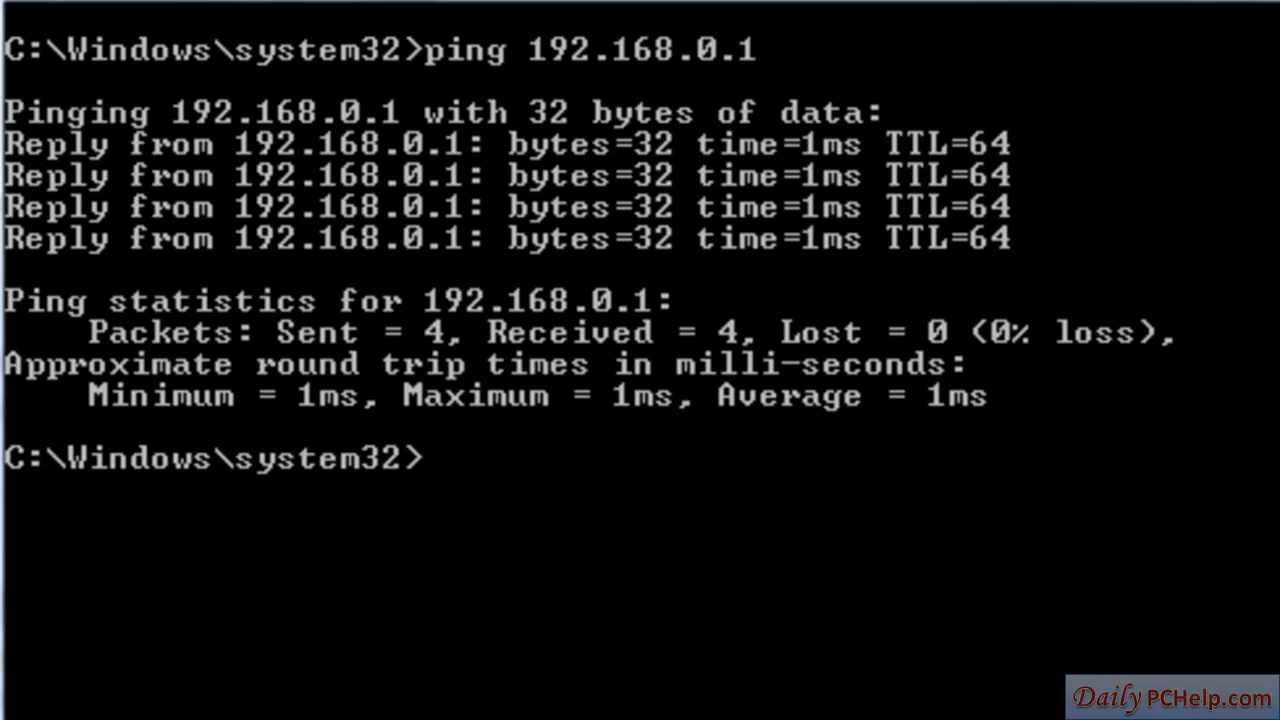 C:\Windows\system32>ping 192.168.0.1
Pinging 192.168.0.1 with 32 bytes of data:
Reply from 192.168.0.1: bytes=32 time=1ms TTL=64
Reply from 192.168.0.1: bytes=32 time=1ms TTL=64
Reply from 192.168.0.1: bytes=32 time=1ms TTL=64
Reply from 192.168.0.1: bytes=32 time=1ms TTL=64
Ping statistics for 192.168.0.1:
    Packets: Sent = 4, Received = 4, Lost = 0 (0% loss),
Approximate round trip times in milli-seconds:
    Minimum = 1ms, Maximum = 1ms, Average = 1ms
C:\Windows\system32>
Daily PCHelp.com